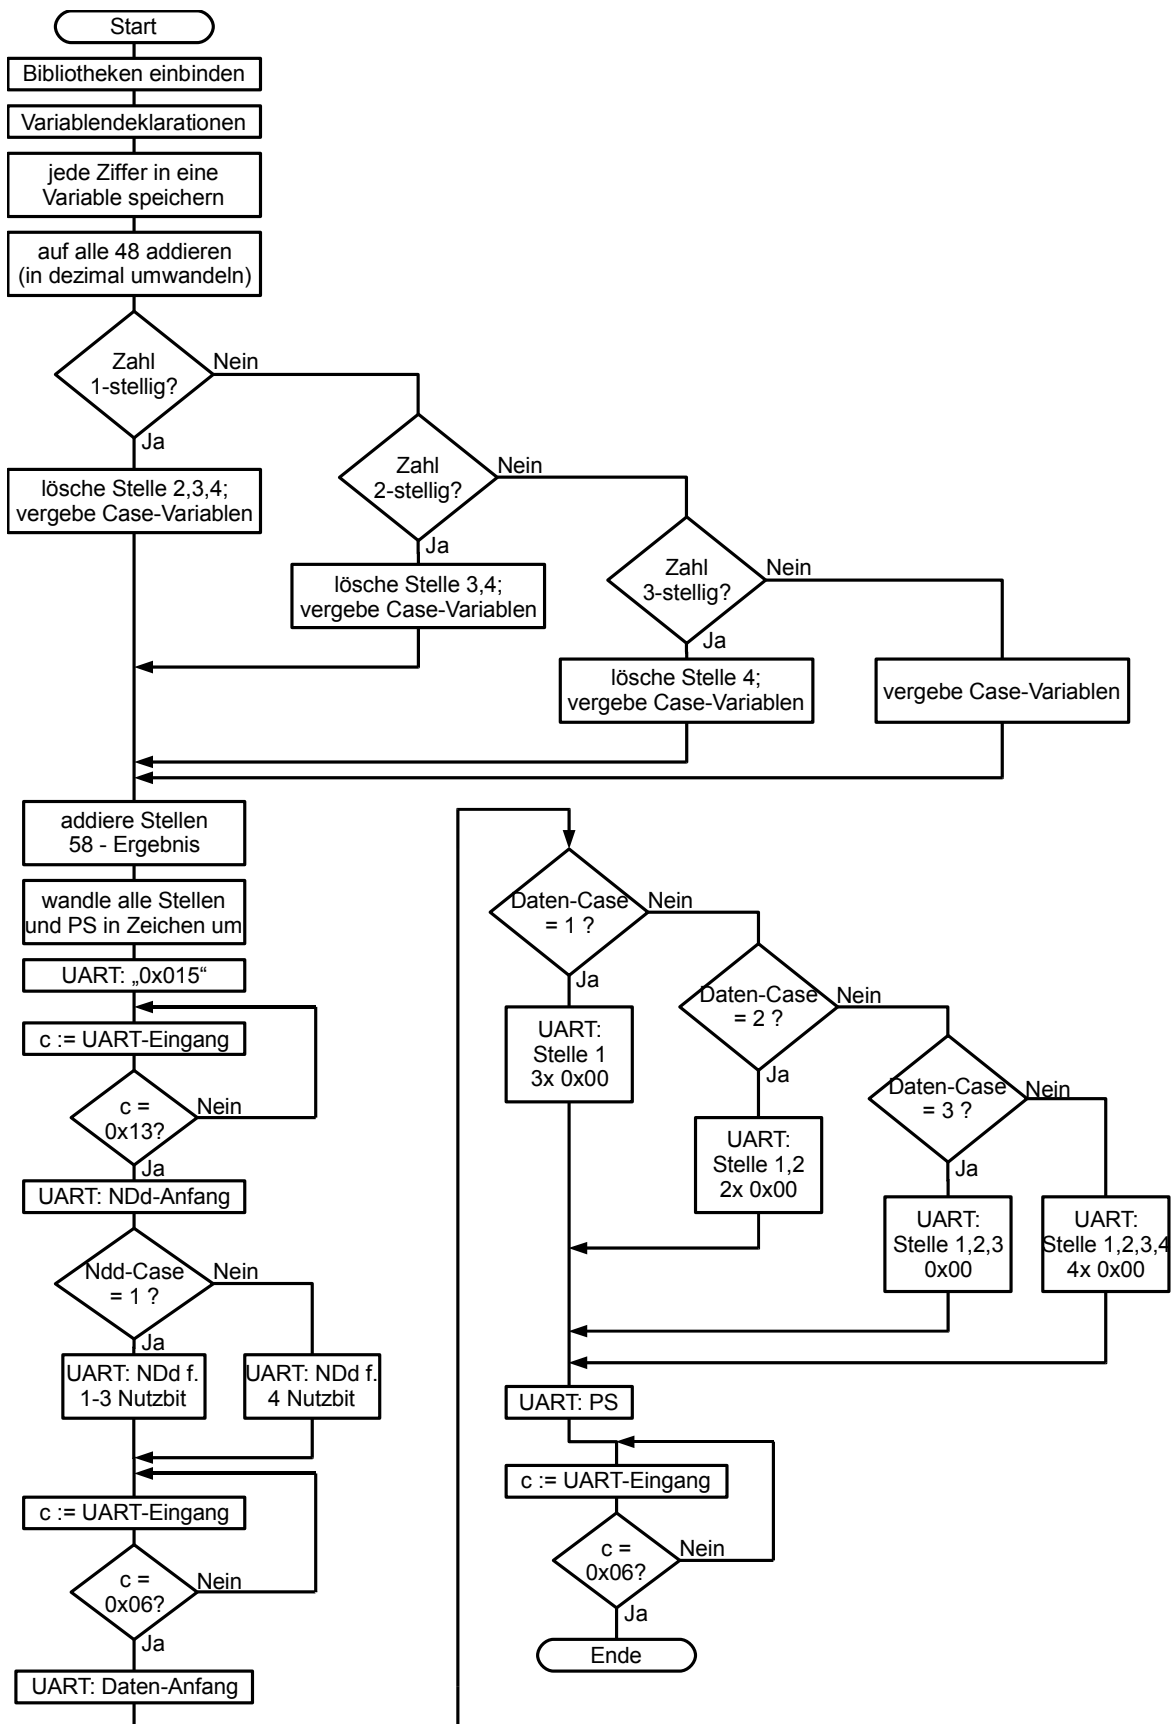 Start
Bibliotheken einbinden
Variablendeklarationen
jede Ziffer in eine
Variable speichern
auf alle 48 addieren
(in dezimal umwandeln)
Zahl
1-stellig?
Nein
Ja
lösche Stelle 2,3,4;
vergebe Case-Variablen
Zahl
2-stellig?
Nein
Ja
lösche Stelle 3,4;
vergebe Case-Variablen
Zahl
3-stellig?
Nein
Ja
lösche Stelle 4;
vergebe Case-Variablen
vergebe Case-Variablen
addiere Stellen
58 - Ergebnis
wandle alle Stellen
und PS in Zeichen um
UART: „0x015“
c := UART-Eingang
c =
0x13?
Nein
Ja
UART: NDd-Anfang
Ndd-Case
= 1 ?
Nein
Ja
UART: NDd f.
1-3 Nutzbit
UART: NDd f.
4 Nutzbit
c := UART-Eingang
c =
0x06?
Nein
Ja
UART: Daten-Anfang
Daten-Case
= 1 ?
Nein
Ja
UART:
Stelle 1
3x 0x00
Daten-Case
= 2 ?
Nein
Ja
UART:
Stelle 1,2
2x 0x00
Daten-Case
= 3 ?
Nein
Ja
UART:
Stelle 1,2,3
0x00
UART:
Stelle 1,2,3,4
4x 0x00
UART: PS
c := UART-Eingang
c =
0x06?
Nein
Ja
Ende